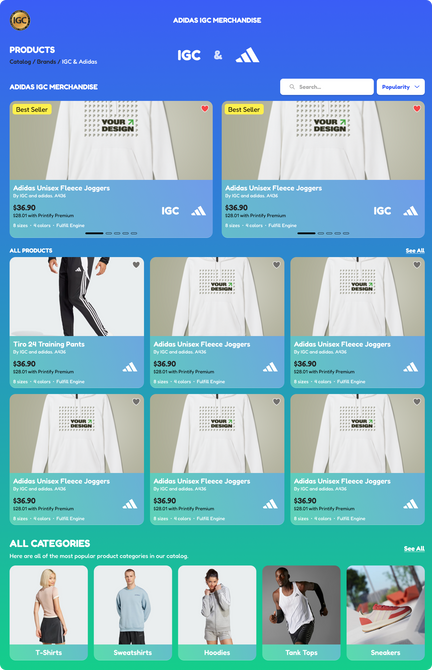 IGC
ADIDAS IGC MERCHANDISE
PRODUCTS
Catalog / Brands / IGC & Adidas
IGC &
ADIDAS IGC MERCHANDISE
Search...
Popularity
Best Seller
YOUR
DESIGN
Adidas Unisex Fleece Joggers
By IGC and adidas, A436
$36.90
$28.01 with Printify Premium
8 sizes • 4 colors • Fulfill Engine
IGC
Best Seller
YOUR
DESIGN
Adidas Unisex Fleece Joggers
By IGC and adidas, A436
$36.90
$28.01 with Printify Premium
8 sizes • 4 colors • Fulfill Engine
IGC
ALL PRODUCTS
See All
Tiro 24 Training Pants
By IGC and adidas, A436
$36.90
$28.01 with Printify Premium
8 sizes • 4 colors • Fulfill Engine
YOUR
DESIGN
Adidas Unisex Fleece Joggers
By IGC and adidas, A436
$36.90
$28.01 with Printify Premium
8 sizes • 4 colors • Fulfill Engine
YOUR
DESIGN
Adidas Unisex Fleece Joggers
By IGC and adidas, A436
$36.90
$28.01 with Printify Premium
8 sizes • 4 colors • Fulfill Engine
YOUR
DESIGN
Adidas Unisex Fleece Joggers
By IGC and adidas, A436
$36.90
$28.01 with Printify Premium
8 sizes • 4 colors • Fulfill Engine
YOUR
DESIGN
Adidas Unisex Fleece Joggers
By IGC and adidas, A436
$36.90
$28.01 with Printify Premium
8 sizes • 4 colors • Fulfill Engine
YOUR
DESIGN
Adidas Unisex Fleece Joggers
By IGC and adidas, A436
$36.90
$28.01 with Printify Premium
8 sizes • 4 colors • Fulfill Engine
ALL CATEGORIES
Here are all of the most popular product categories in our catalog.
See All
T-Shirts
Sweatshirts
Hoodies
Tank Tops
Sneakers